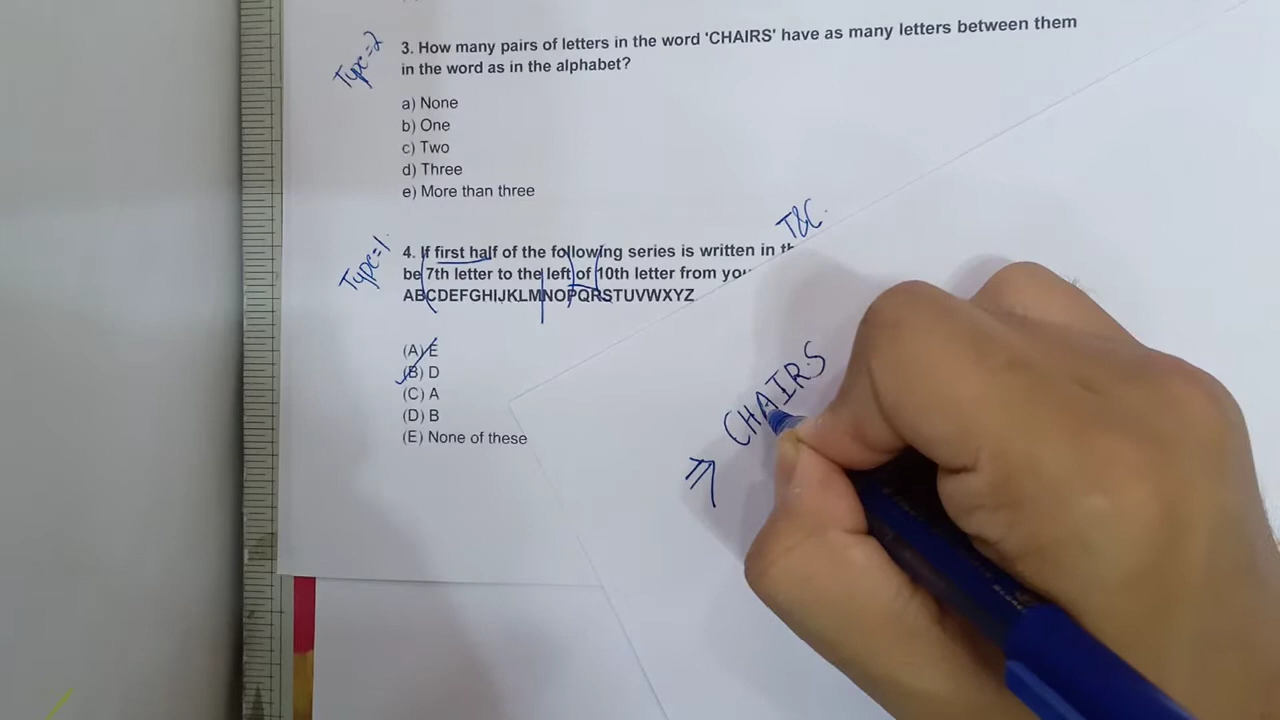 Type=2
3. How many pairs of letters in the word 'CHAIRS' have as many letters between them
in the word as in the alphabet?
a) None
b) One
c) Two
d) Three
e) More than three
T&C.
Type=1.
4. If first half of the following series is written in
be 7th letter to the left of 10th letter from
ABCDEFGHIJKLMNOPQRSTUVWXYZ
(A) E
(B) D
(C) A
(D) B
(E) None of these
⇒ CHAIRS